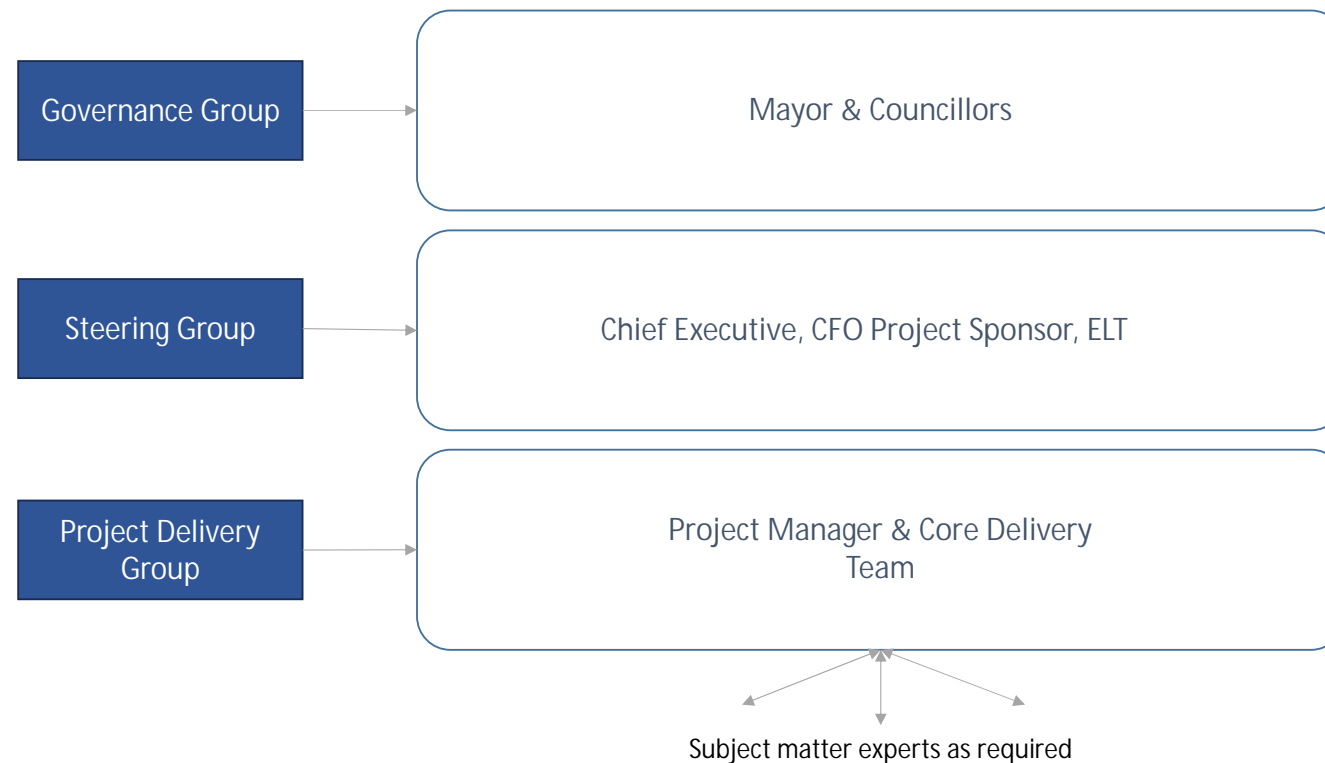 Governance Group
Mayor & Councillors
Steering Group
Chief Executive, CFO Project Sponsor, ELT
Project Delivery
Group
Project Manager & Core Delivery
Team
Subject matter experts as required